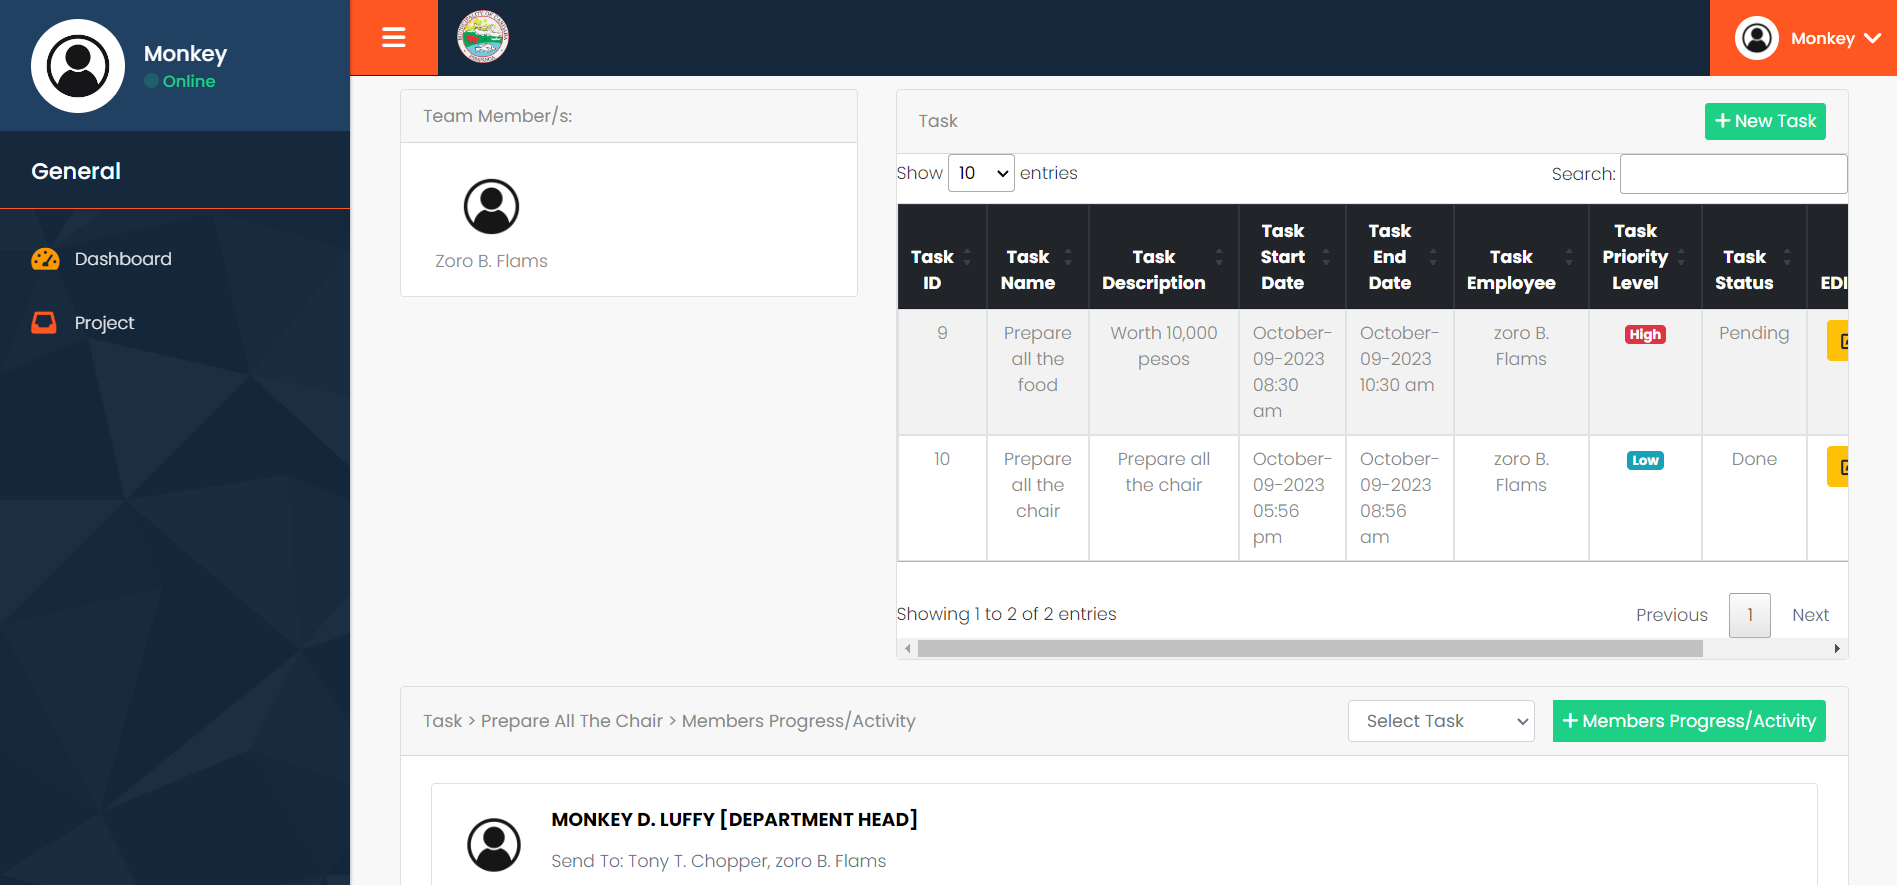 Monkey
Online
General
Dashboard
Project
Monkey
Team Member/s:
Zoro B. Flams
Task
New Task
Show 10 entries
Search:
Task ID
Task Name
Task Description
Task Start Date
Task End Date
Task Employee
Task Priority Level
Task Status
EDI
9
Prepare all the food
Worth 10,000 pesos
October-09-2023 08:30 am
October-09-2023 10:30 am
zoro B. Flams
High
Pending
10
Prepare all the chair
Prepare all the chair
October-09-2023 05:56 pm
October-09-2023 08:56 am
zoro B. Flams
Low
Done
Showing 1 to 2 of 2 entries
Previous 1 Next
Task > Prepare All The Chair > Members Progress/Activity
Select Task
Members Progress/Activity
MONKEY D. LUFFY [DEPARTMENT HEAD]
Send To: Tony T. Chopper, zoro B. Flams